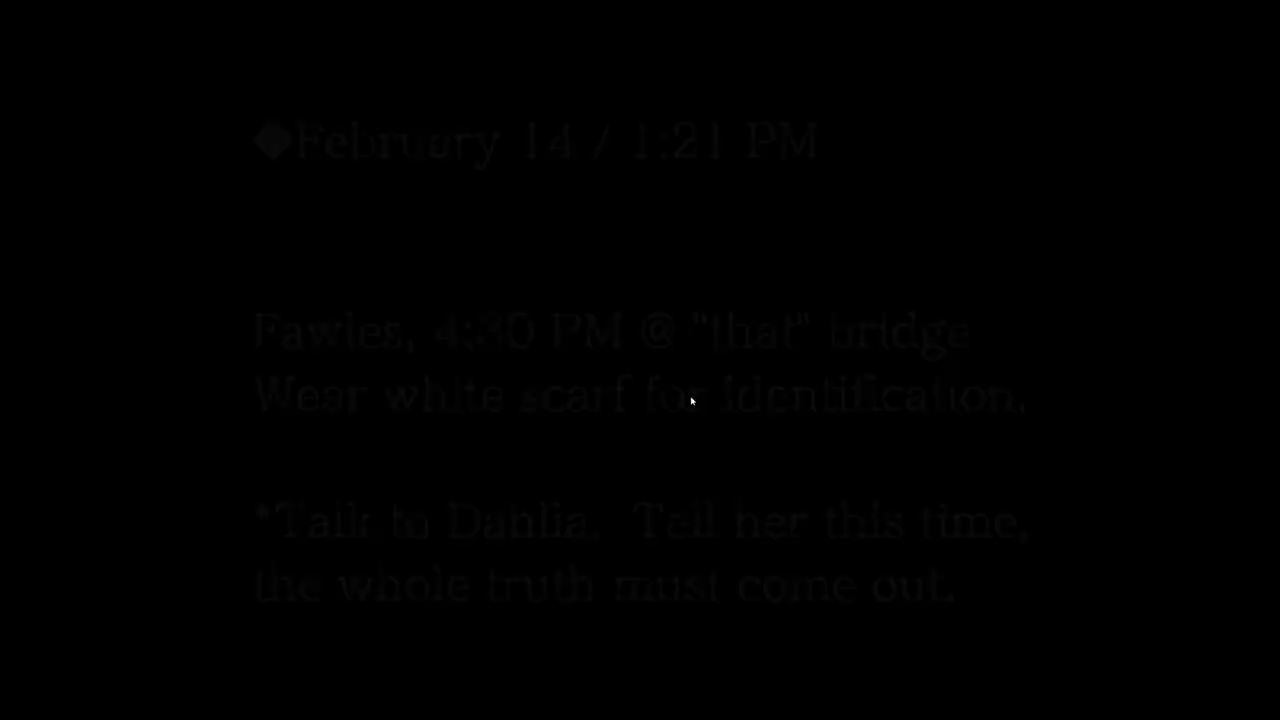 ◆February 14 / 1:21 PM
Fawles, 4:30 PM @ "that" bridge
Wear white scarf for identification.
*Talk to Dahlia. Tell her this time,
the whole truth must come out.